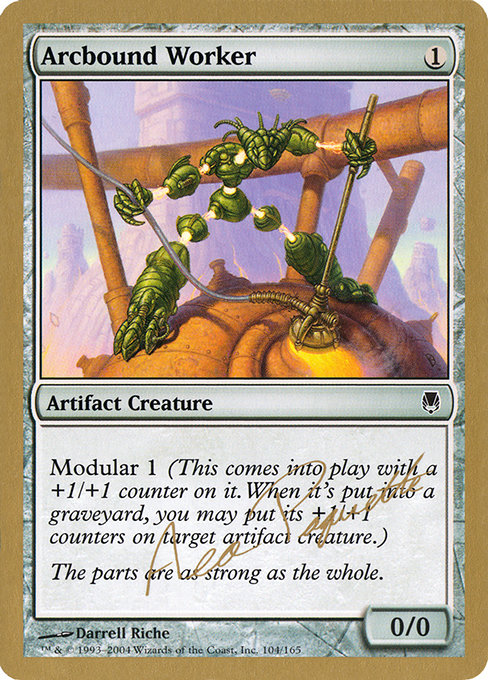 Arcbound Worker 1
Artifact Creature
Modular 1 (This comes into play with a
+1/+1 counter on it. When it's put into a
graveyard, you may put its +1/+1
counters on target artifact creature.)
The parts are as strong as the whole.
Aeo Paquette
Darrell Riche
0/0
™ & © 1993–2004 Wizards of the Coast, Inc. 104/165